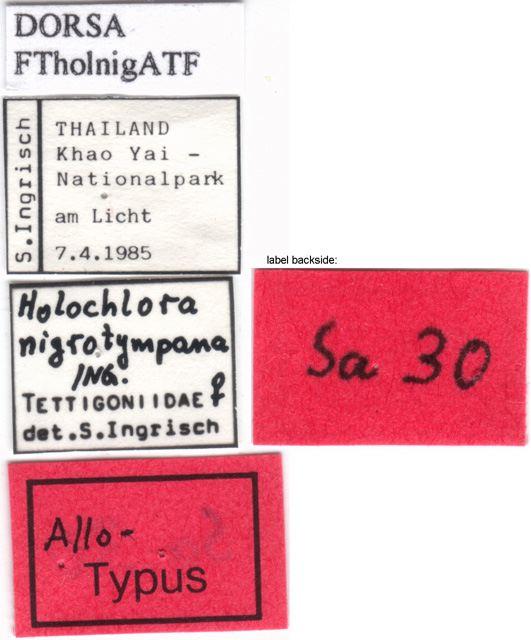 DORSA
FTholnigATF
S.Ingrisch
THAILAND
Khao Yai -
Nationalpark
am Licht
7.4.1985
Holochlora
nigrotympana
ING.
TETTIGONIIDAE ♀
det.S.Ingrisch
label backside:
Sa 30
Allo-
Typus